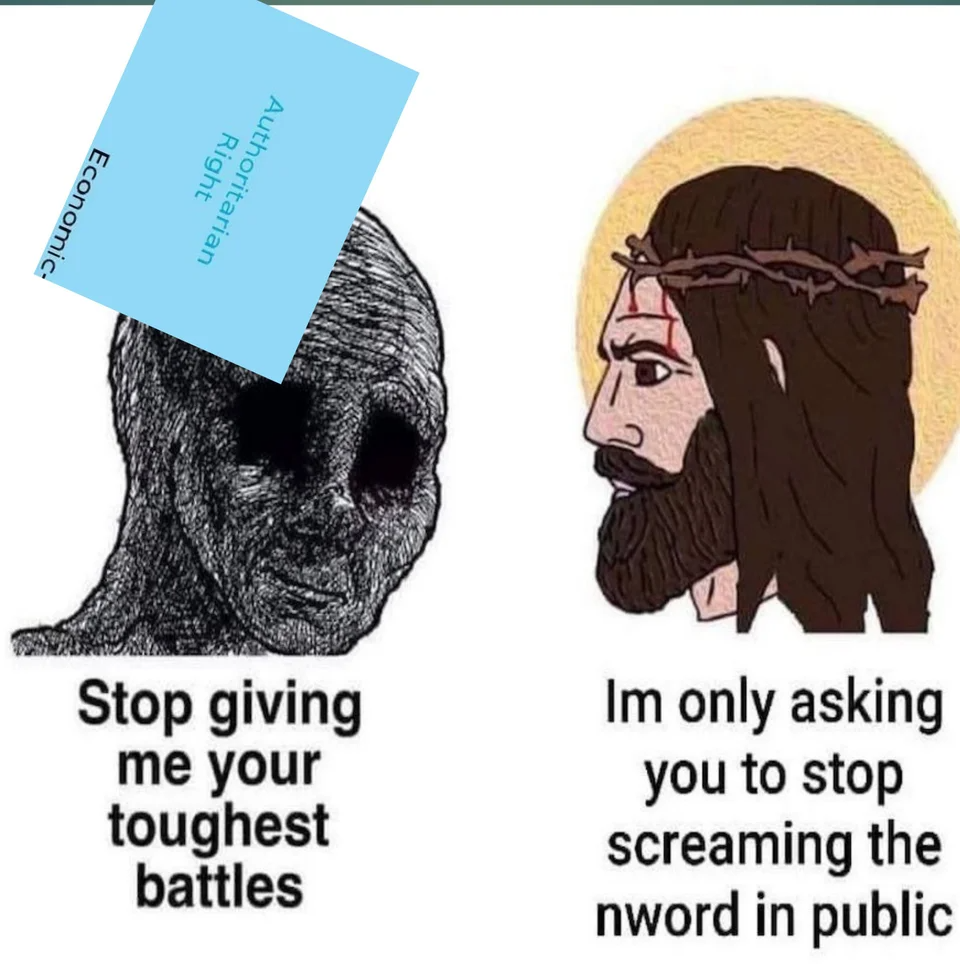 Authoritarian
Right
Economic-
Stop giving
me your
toughest
battles
Im only asking
you to stop
screaming the
nword in public